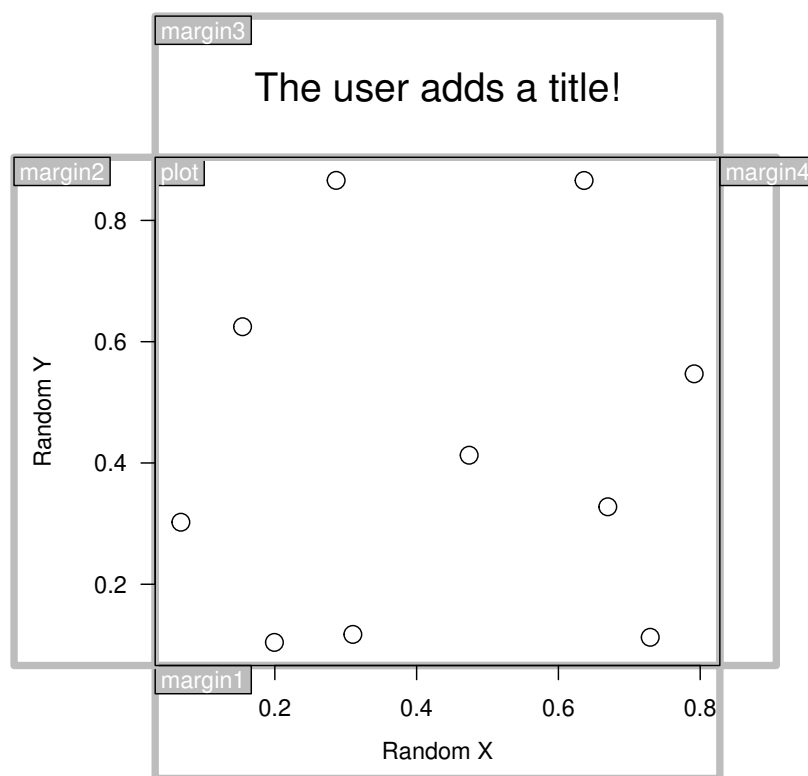 margin3
The user adds a title!
margin2
plot
margin4
0.8
0.6
0.4
0.2
Random Y
margin1
0.2 0.4 0.6 0.8
Random X